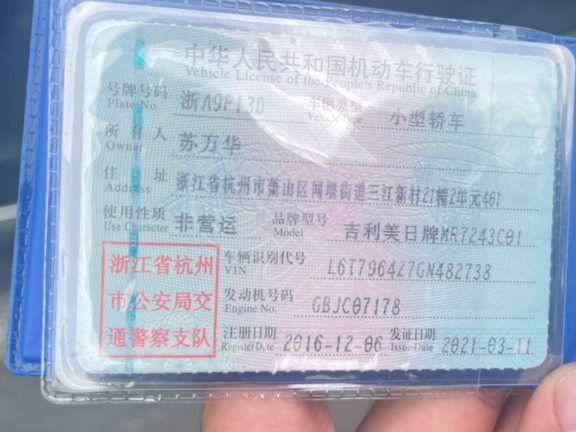 中华人民共和国机动车行驶证
Vehicle License of the People's Republic of China
号牌号码 浙A9P13D 车辆类型 小型轿车
Plate No. Vehicle Type
所有人 苏万华
Owner
住址 浙江省杭州市萧山区闻堰街道三江新村21幢2单元401
Address
使用性质 非营运 品牌型号 吉利美日牌MR7243C01
Use Character Model
浙江省杭州
市公安局交
通警察支队
车辆识别代号 L6T7964Z7GN482738
VIN
发动机号码 GBJC07178
Engine No.
注册日期 2016-12-06 发证日期 2021-03-11
Register Date Issue Date